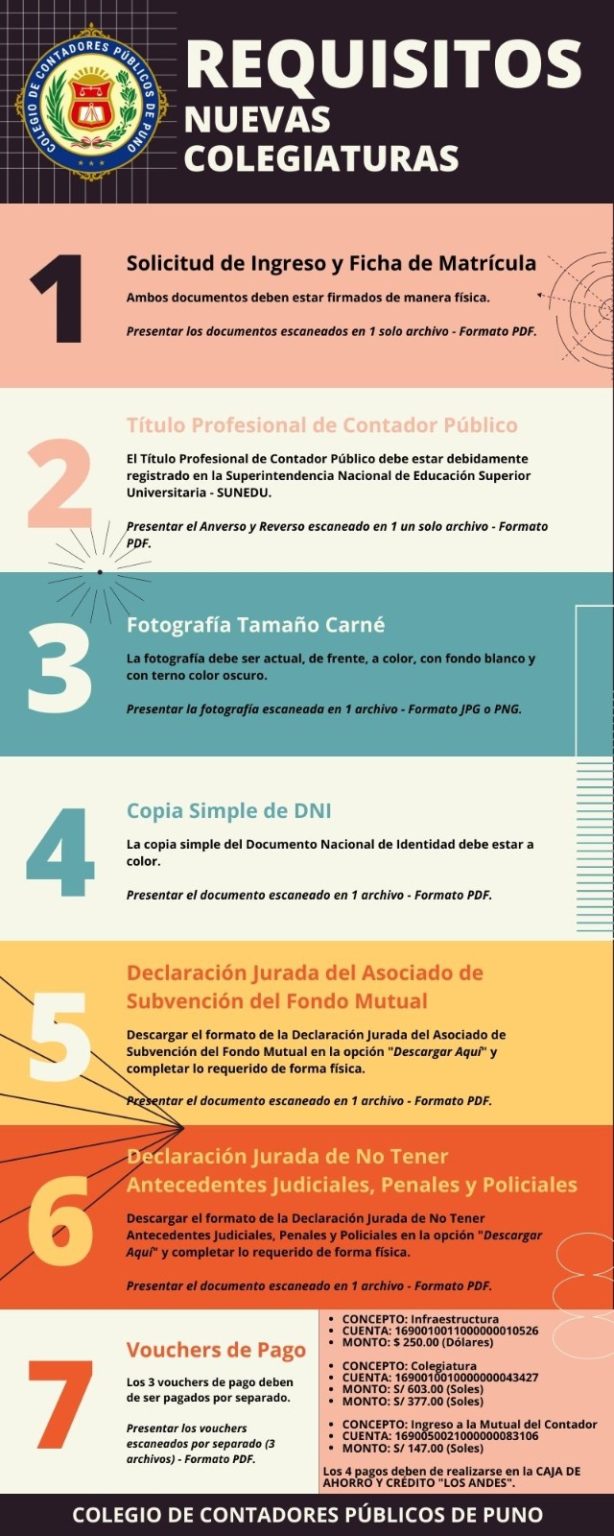 COLEGIO DE CONTADORES PÚBLICOS DE PUNO
REQUISITOS
NUEVAS
COLEGIATURAS
1
Solicitud de Ingreso y Ficha de Matrícula
Ambos documentos deben estar firmados de manera física.
Presentar los documentos escaneados en 1 solo archivo - Formato PDF.
2
Título Profesional de Contador Público
El Título Profesional de Contador Público debe estar debidamente
registrado en la Superintendencia Nacional de Educación Superior
Universitaria - SUNEDU.
Presentar el Anverso y Reverso escaneado en 1 un solo archivo - Formato
PDF.
3
Fotografía Tamaño Carné
La fotografía debe ser actual, de frente, a color, con fondo blanco y
con terno color oscuro.
Presentar la fotografía escaneada en 1 archivo - Formato JPG o PNG.
4
Copia Simple de DNI
La copia simple del Documento Nacional de Identidad debe estar a
color.
Presentar el documento escaneado en 1 archivo - Formato PDF.
5
Declaración Jurada del Asociado de
Subvención del Fondo Mutual
Descargar el formato de la Declaración Jurada del Asociado de
Subvención del Fondo Mutual en la opción "Descargar Aquí" y
completar lo requerido de forma física.
Presentar el documento escaneado en 1 archivo - Formato PDF.
6
Declaración Jurada de No Tener
Antecedentes Judiciales, Penales y Policiales
Descargar el formato de la Declaración Jurada de No Tener
Antecedentes Judiciales, Penales y Policiales en la opción "Descargar
Aquí" y completar lo requerido de forma física.
Presentar el documento escaneado en 1 archivo - Formato PDF.
7
Vouchers de Pago
Los 3 vouchers de pago deben
de ser pagados por separado.
Presentar los vouchers
escaneados por separado (3
archivos) - Formato PDF.
• CONCEPTO: Infraestructura
• CUENTA: 1690010011000000010526
• MONTO: $ 250.00 (Dólares)
• CONCEPTO: Colegiatura
• CUENTA: 1690010010000000043427
• MONTO: S/ 603.00 (Soles)
• MONTO: S/ 377.00 (Soles)
• CONCEPTO: Ingreso a la Mutual del Contador
• CUENTA: 1690050021000000083106
• MONTO: S/ 147.00 (Soles)
Los 4 pagos deben de realizarse en la CAJA DE
AHORRO Y CRÉDITO "LOS ANDES".
COLEGIO DE CONTADORES PÚBLICOS DE PUNO